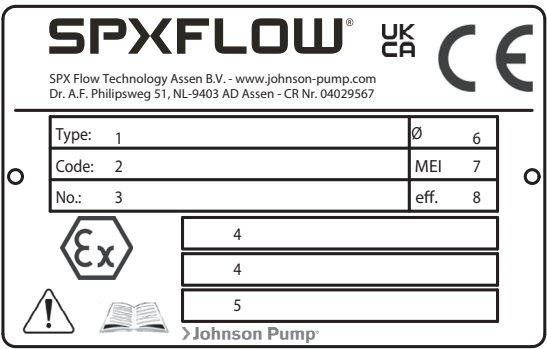 SPXFLOW®
UK
CA
CE
SPX Flow Technology Assen B.V. - www.johnson-pump.com
Dr. A.F. Philipsweg 51, NL-9403 AD Assen - CR Nr. 04029567
Type: 1 Ø 6
Code: 2 MEI 7
No.: 3 eff. 8
Ex
4
4
5
Johnson Pump®